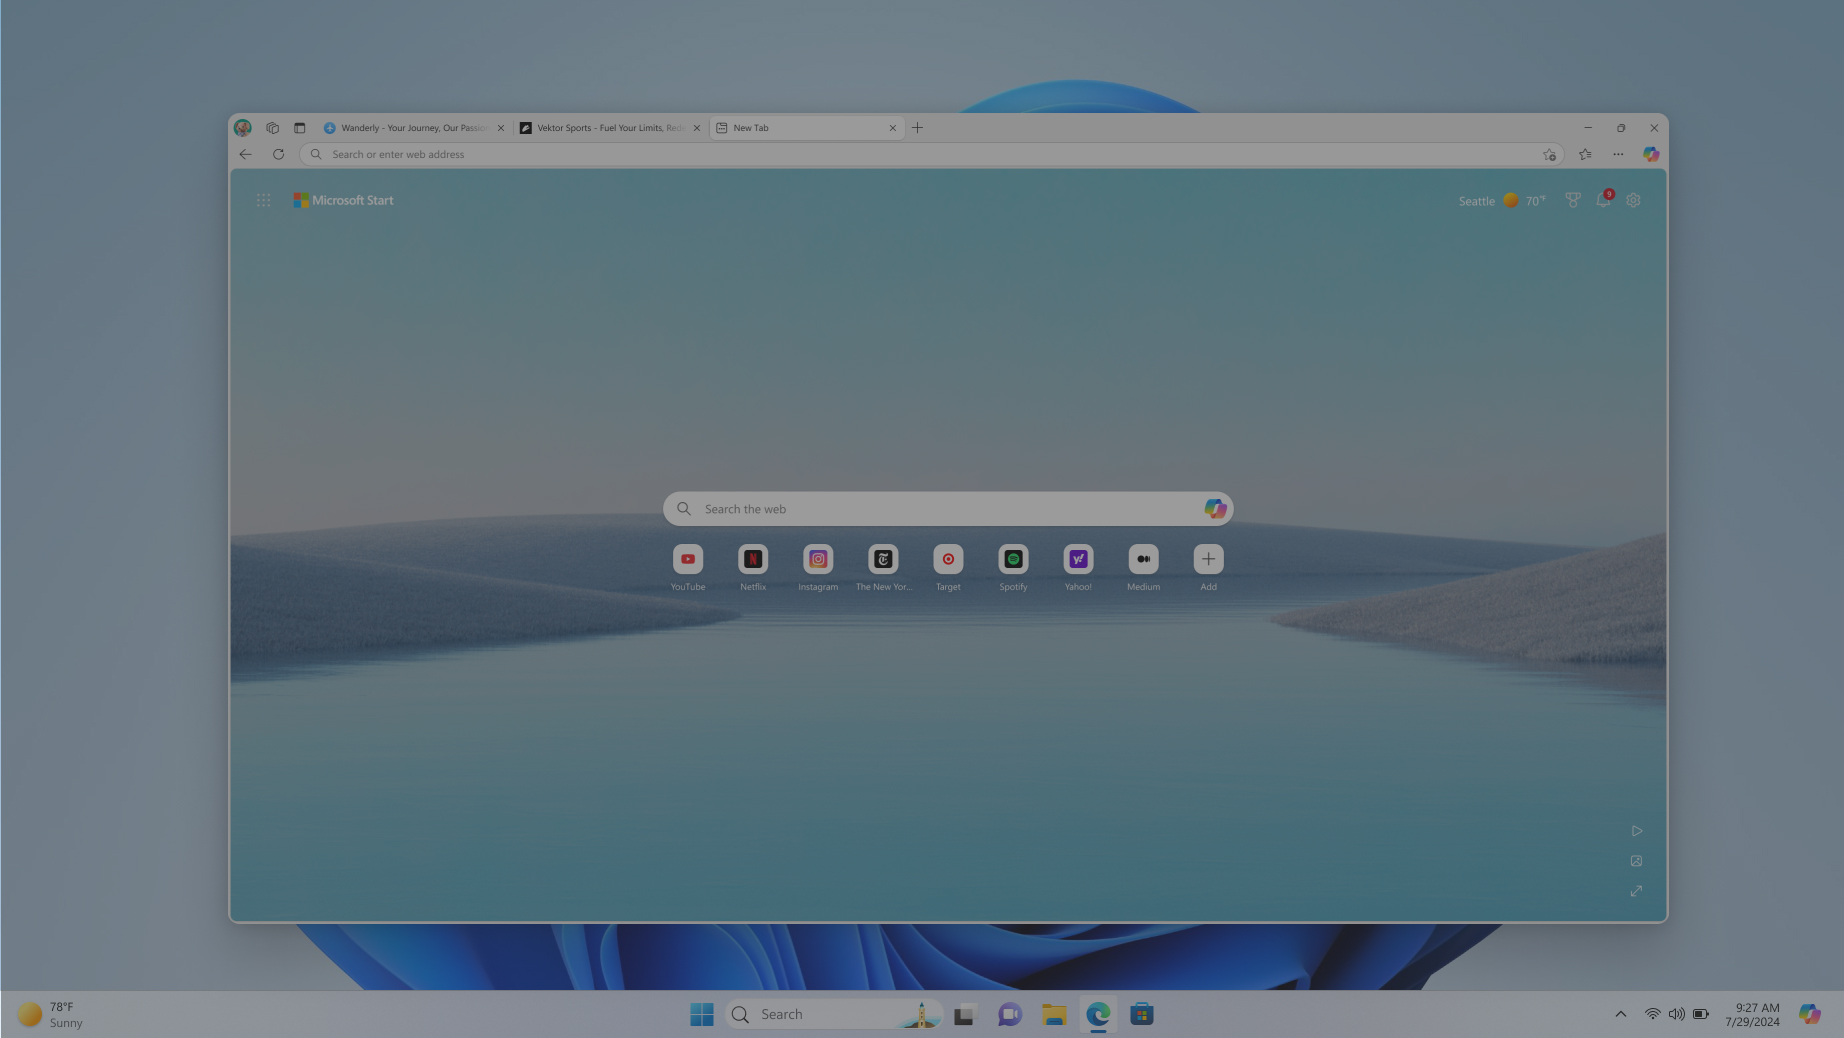 Wanderly - Your Journey, Our Passio
Vektor Sports - Fuel Your Limits, Red
New Tab
Search or enter web address
Microsoft Start
Seattle 70°F
9
Search the web
YouTube
Netflix
Instagram
The New Yor...
Target
Spotify
Yahoo!
Medium
Add
78°F
Sunny
Search
9:27 AM
7/29/2024